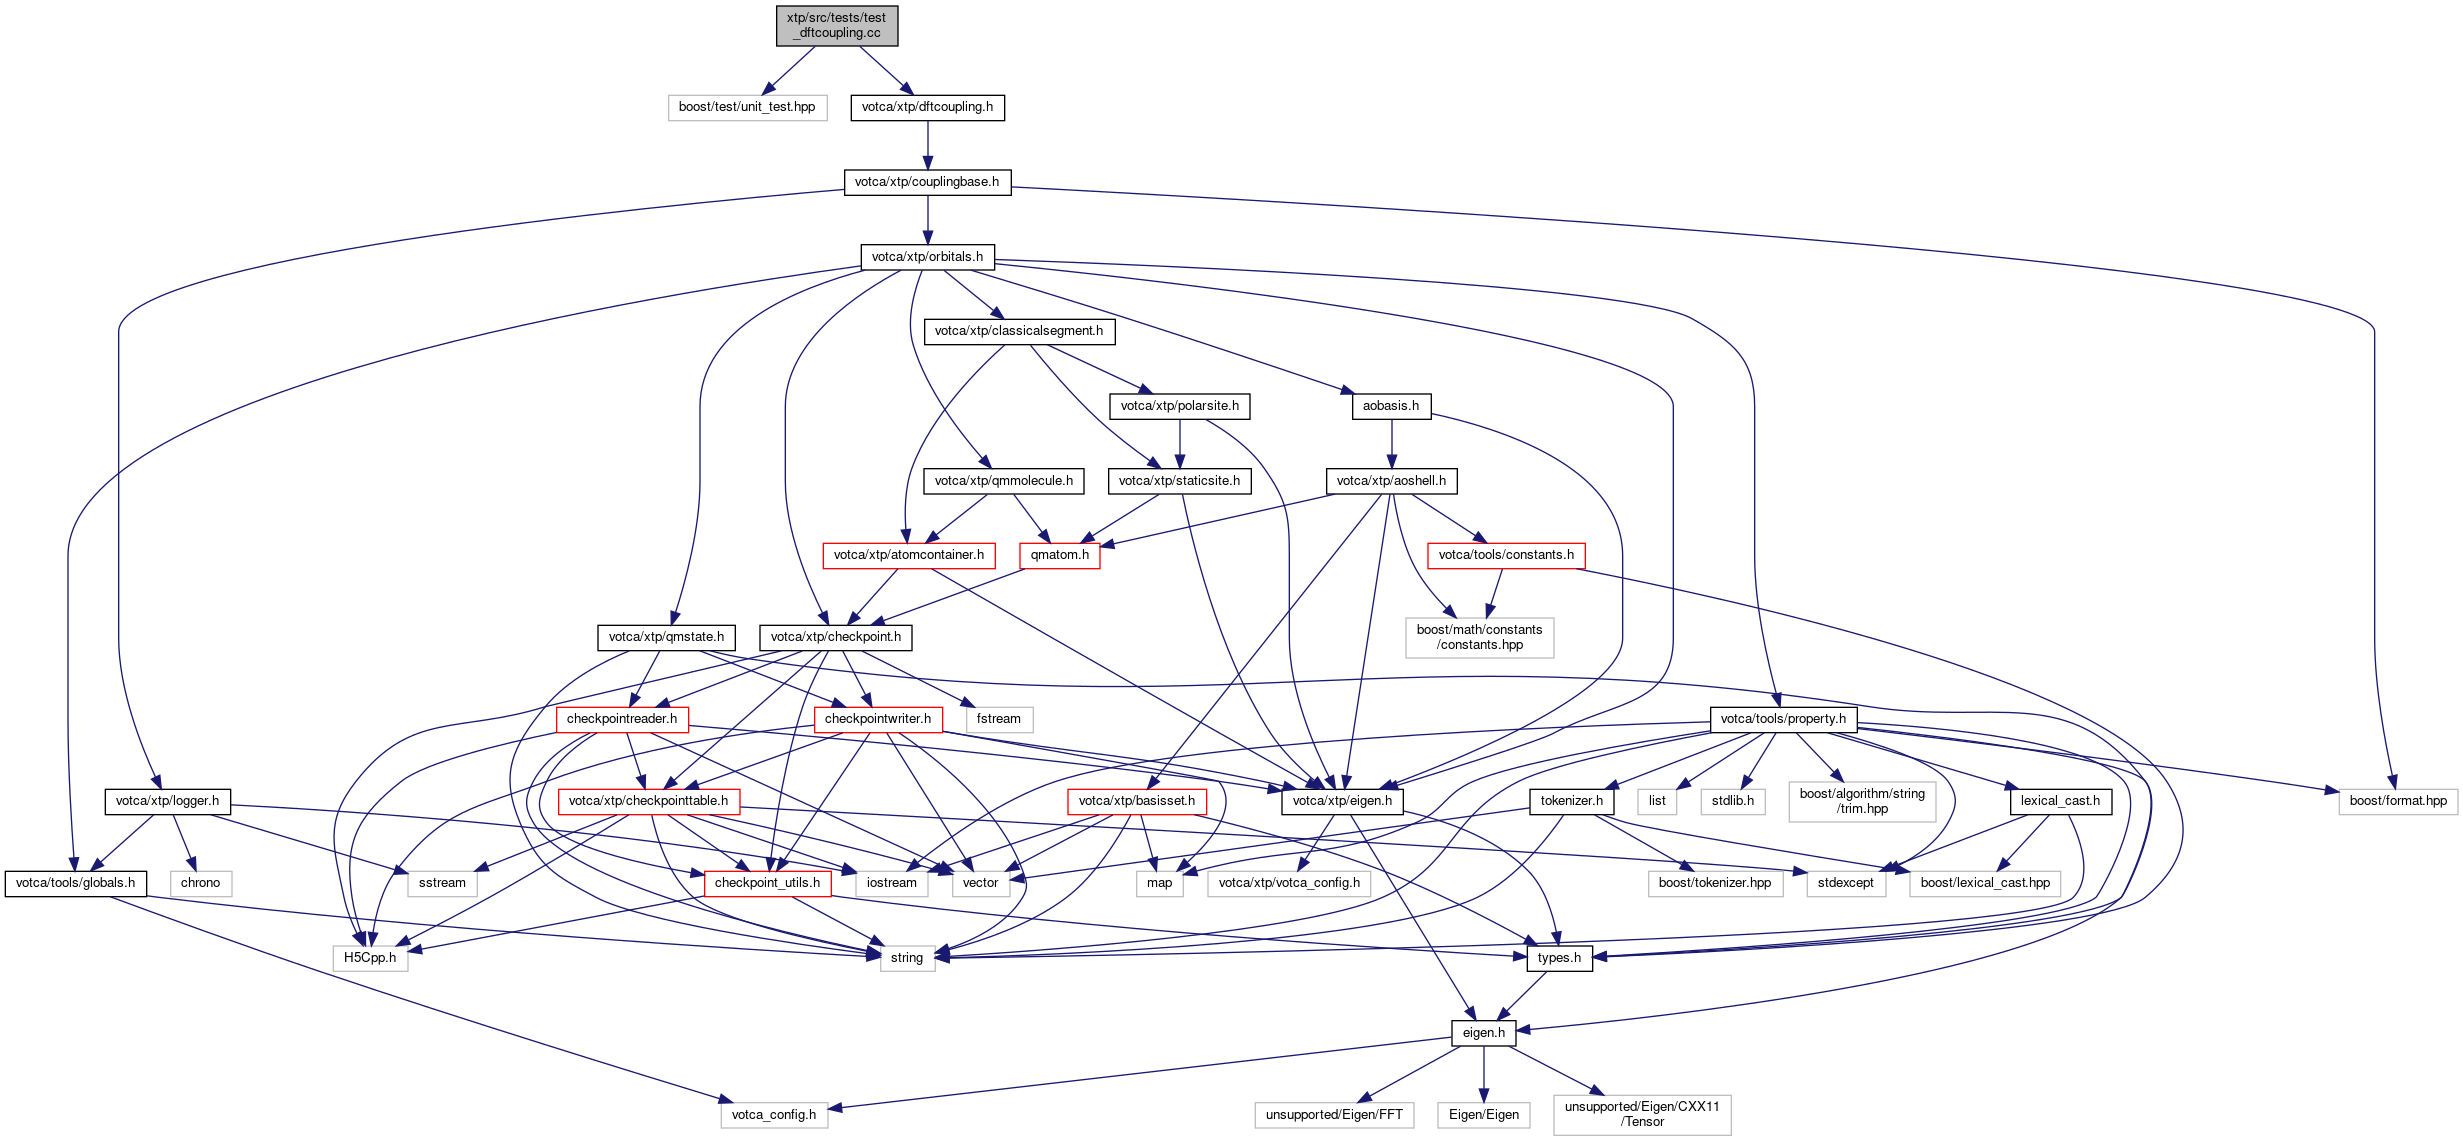 xtp/src/tests/test
_dftcoupling.cc
boost/test/unit_test.hpp
votca/xtp/dftcoupling.h
votca/xtp/couplingbase.h
votca/xtp/orbitals.h
votca/xtp/classicalsegment.h
votca/xtp/polarsite.h
aobasis.h
votca/xtp/qmmolecule.h
votca/xtp/staticsite.h
votca/xtp/aoshell.h
votca/xtp/atomcontainer.h
qmatom.h
votca/tools/constants.h
votca/xtp/qmstate.h
votca/xtp/checkpoint.h
boost/math/constants
/constants.hpp
checkpointreader.h
checkpointwriter.h
fstream
votca/tools/property.h
votca/xtp/logger.h
votca/xtp/checkpointtable.h
votca/xtp/basisset.h
votca/xtp/eigen.h
tokenizer.h
list
stdlib.h
boost/algorithm/string
/trim.hpp
lexical_cast.h
boost/format.hpp
votca/tools/globals.h
chrono
sstream
checkpoint_utils.h
iostream
vector
map
votca/xtp/votca_config.h
boost/tokenizer.hpp
stdexcept
boost/lexical_cast.hpp
H5Cpp.h
string
types.h
eigen.h
votca_config.h
unsupported/Eigen/FFT
Eigen/Eigen
unsupported/Eigen/CXX11
/Tensor